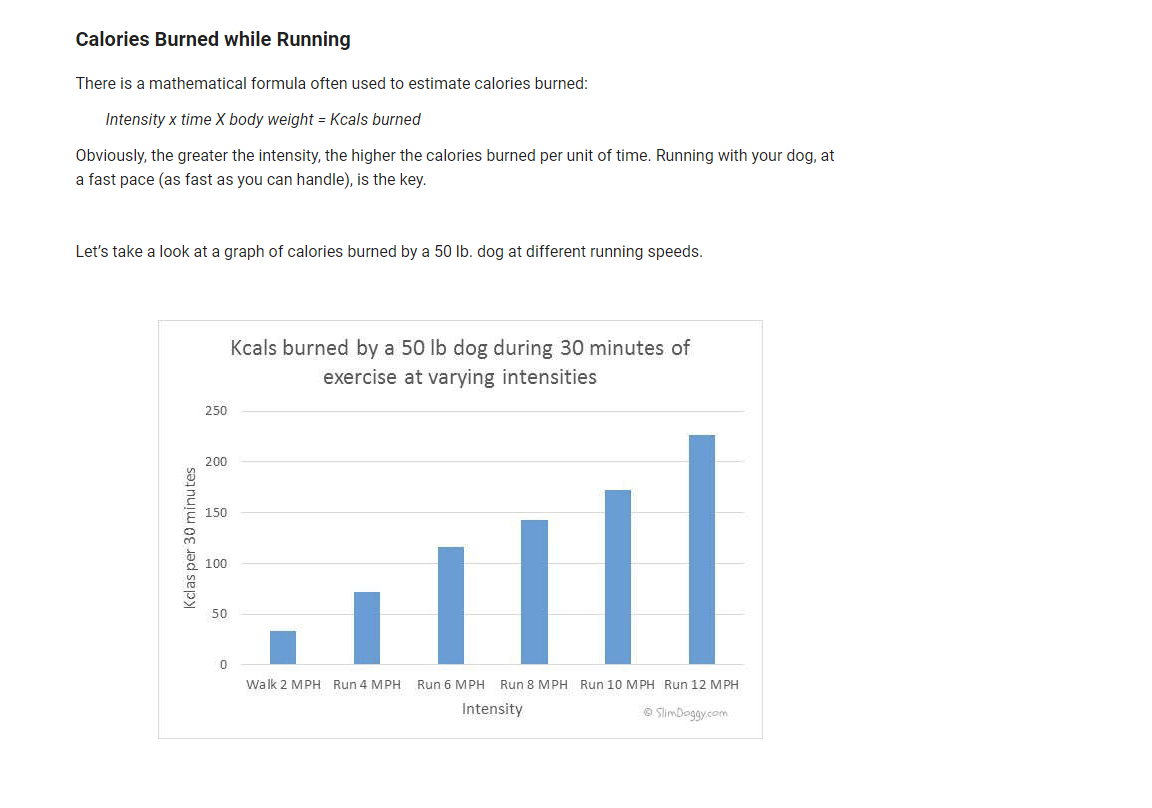 Calories Burned while Running
There is a mathematical formula often used to estimate calories burned:
Intensity x time X body weight = Kcals burned
Obviously, the greater the intensity, the higher the calories burned per unit of time. Running with your dog, at
a fast pace (as fast as you can handle), is the key.
Let's take a look at a graph of calories burned by a 50 lb. dog at different running speeds.
Kcals burned by a 50 lb dog during 30 minutes of
exercise at varying intensities
Kclas per 30 minutes
250
200
150
100
50
0
Walk 2 MPH Run 4 MPH Run 6 MPH Run 8 MPH Run 10 MPH Run 12 MPH
Intensity
© SlimDoggy.com